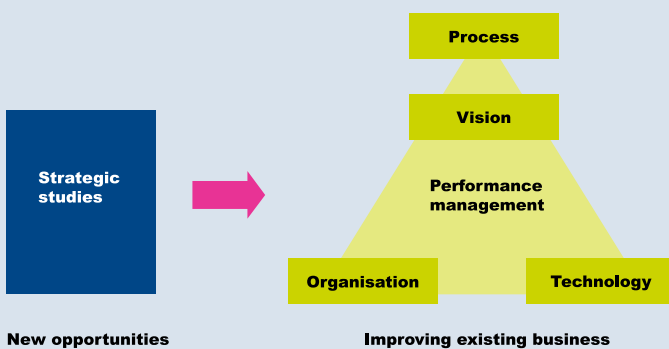 Process
Vision
Strategic
studies
Performance
management
Organisation
Technology
New opportunities
Improving existing business